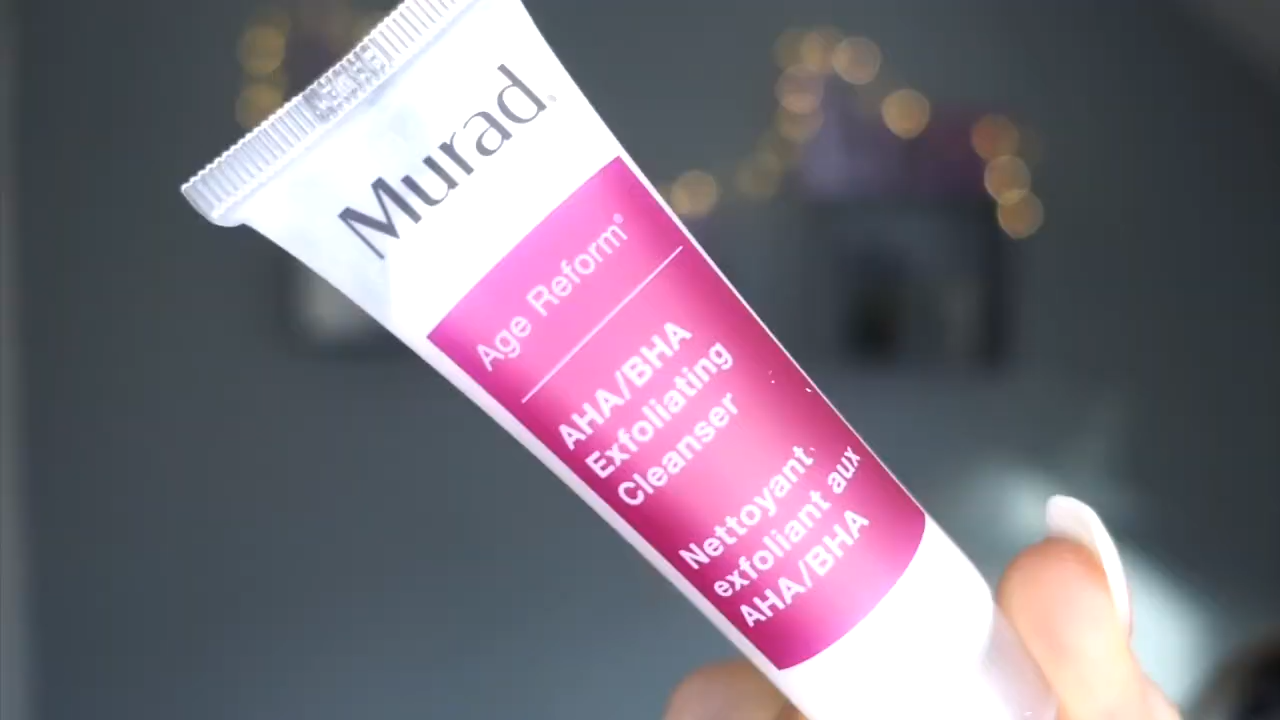 Murad.
Age Reform®
AHA/BHA
Exfoliating
Cleanser
Nettoyant
exfoliant aux
AHA/BHA